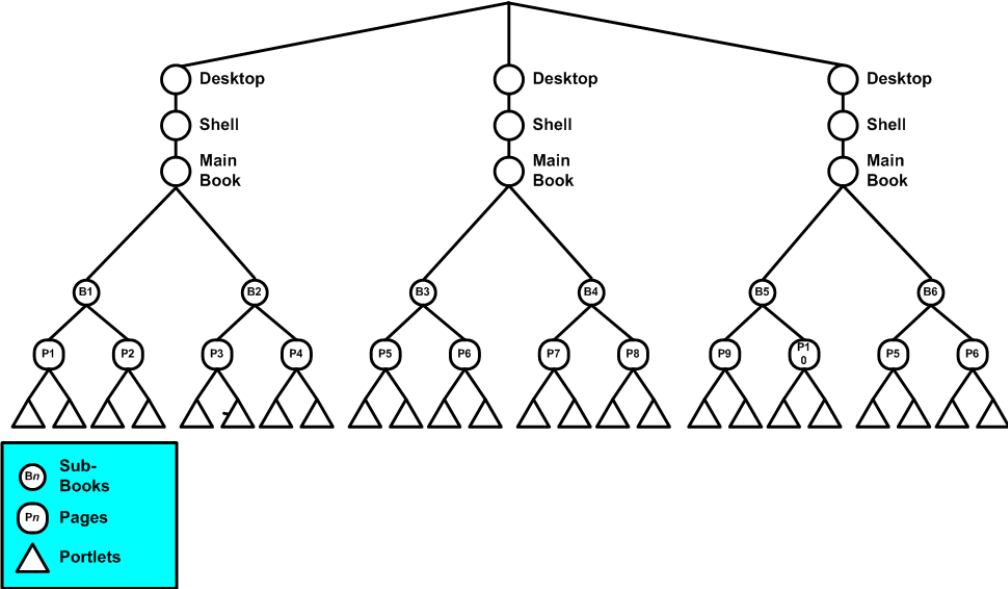 Desktop
Desktop
Desktop
Shell
Shell
Shell
Main
Book
Main
Book
Main
Book
B1
B2
B3
B4
B5
B6
P1
P2
P3
P4
P5
P6
P7
P8
P9
P1
0
P5
P6
Bn
Sub-
Books
Pn
Pages
Portlets